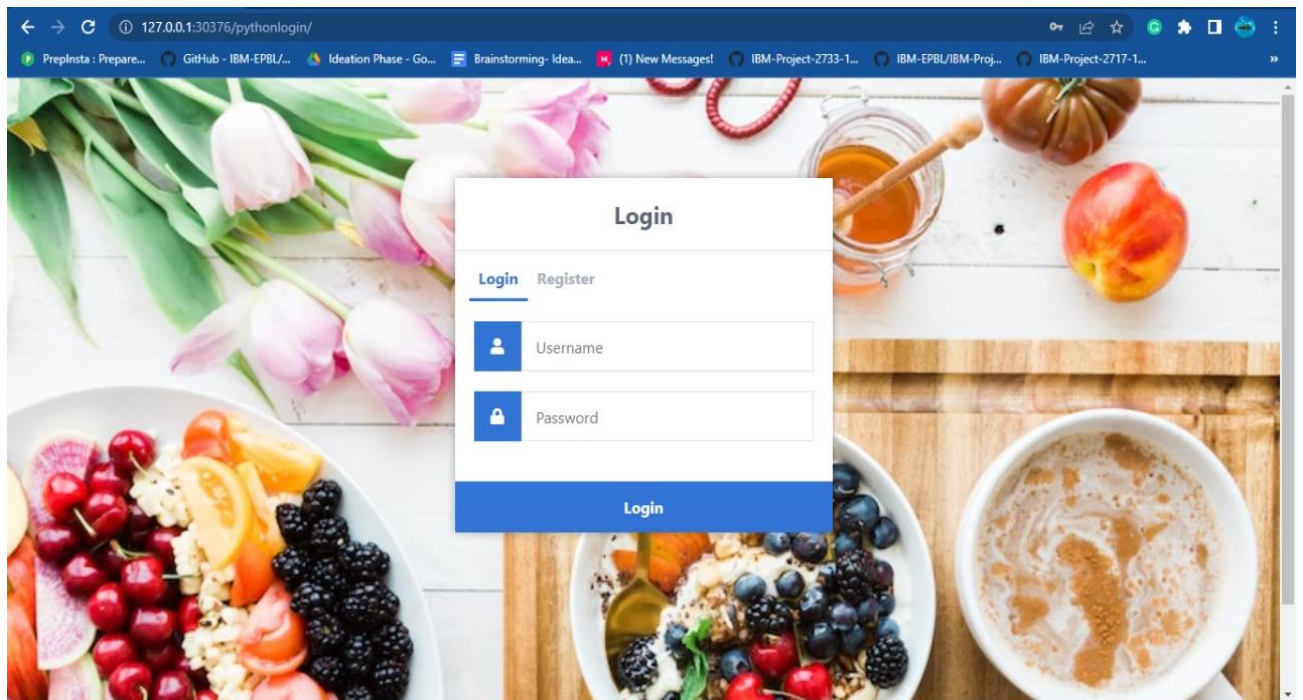 127.0.0.1:30376/pythonlogin/
PrepInsta : Prepare... GitHub - IBM-EPBL/... Ideation Phase - Go... Brainstorming- Idea... (1) New Messages! IBM-Project-2733-1... IBM-EPBL/IBM-Proj... IBM-Project-2717-1... »
Login
Login Register
Username
Password
Login